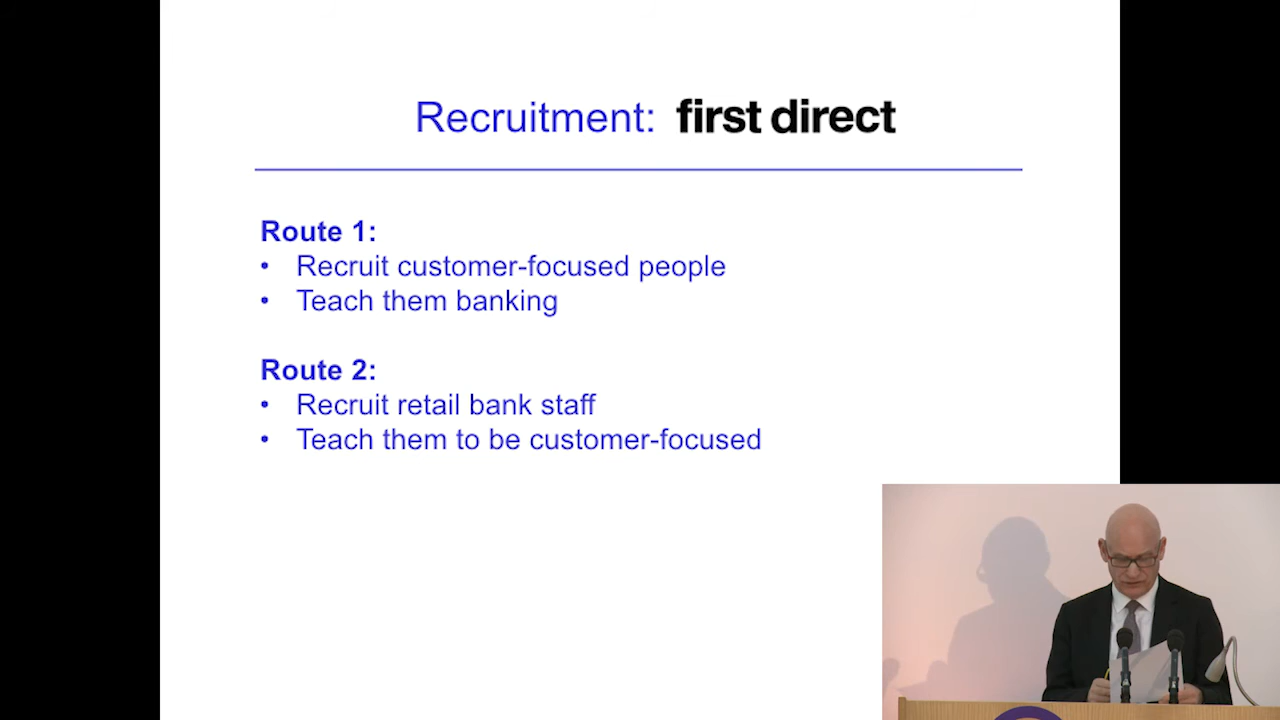 Recruitment: first direct
Route 1:
• Recruit customer-focused people
• Teach them banking
Route 2:
• Recruit retail bank staff
• Teach them to be customer-focused